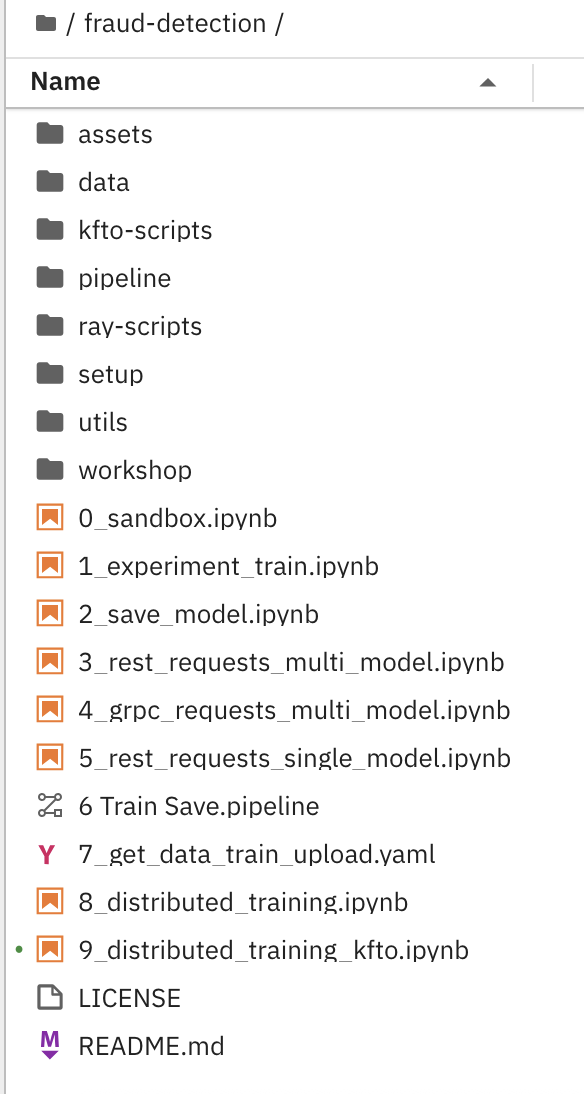 / fraud-detection /
Name
assets
data
kfto-scripts
pipeline
ray-scripts
setup
utils
workshop
0_sandbox.ipynb
1_experiment_train.ipynb
2_save_model.ipynb
3_rest_requests_multi_model.ipynb
4_grpc_requests_multi_model.ipynb
5_rest_requests_single_model.ipynb
6 Train Save.pipeline
Y 7_get_data_train_upload.yaml
8_distributed_training.ipynb
9_distributed_training_kfto.ipynb
LICENSE
M README.md